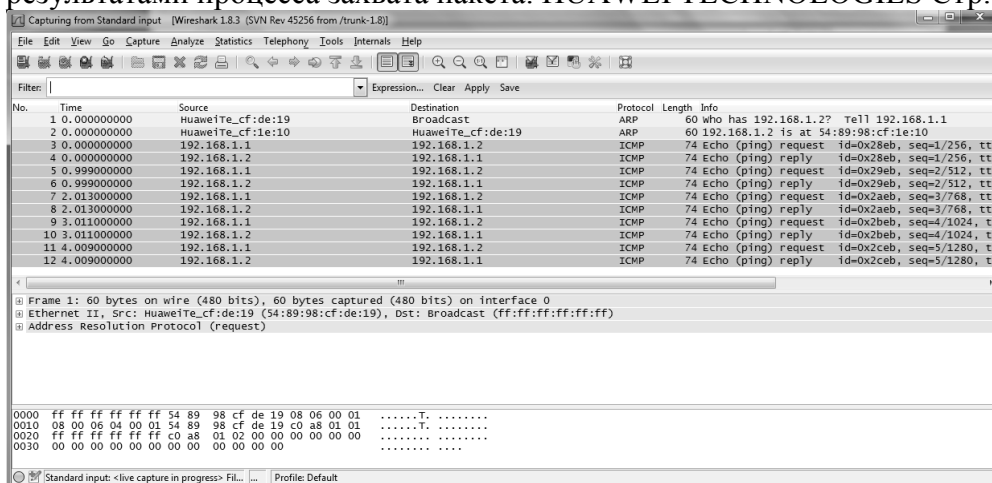 результатами процесса захвата пакета. HUAWEI TECHNOLOGIES Стр.
Capturing from Standard input [Wireshark 1.8.3 (SVN Rev 45256 from /trunk-1.8)]
File Edit View Go Capture Analyze Statistics Telephony Tools Internals Help
Filter: Expression... Clear Apply Save
No. Time Source Destination Protocol Length Info
1 0.000000000 HuaweiTe_cf:de:19 Broadcast ARP 60 Who has 192.168.1.2? Tell 192.168.1.1
2 0.000000000 HuaweiTe_cf:1e:10 HuaweiTe_cf:de:19 ARP 60 192.168.1.2 is at 54:89:98:cf:1e:10
3 0.000000000 192.168.1.1 192.168.1.2 ICMP 74 Echo (ping) request id=0x28eb, seq=1/256, tt
4 0.000000000 192.168.1.2 192.168.1.1 ICMP 74 Echo (ping) reply id=0x28eb, seq=1/256, tt
5 0.999000000 192.168.1.1 192.168.1.2 ICMP 74 Echo (ping) request id=0x29eb, seq=2/512, tt
6 0.999000000 192.168.1.2 192.168.1.1 ICMP 74 Echo (ping) reply id=0x29eb, seq=2/512, tt
7 2.013000000 192.168.1.1 192.168.1.2 ICMP 74 Echo (ping) request id=0x2aeb, seq=3/768, tt
8 2.013000000 192.168.1.2 192.168.1.1 ICMP 74 Echo (ping) reply id=0x2aeb, seq=3/768, tt
9 3.011000000 192.168.1.1 192.168.1.2 ICMP 74 Echo (ping) request id=0x2beb, seq=4/1024, t
10 3.011000000 192.168.1.2 192.168.1.1 ICMP 74 Echo (ping) reply id=0x2beb, seq=4/1024, t
11 4.009000000 192.168.1.1 192.168.1.2 ICMP 74 Echo (ping) request id=0x2ceb, seq=5/1280, t
12 4.009000000 192.168.1.2 192.168.1.1 ICMP 74 Echo (ping) reply id=0x2ceb, seq=5/1280, t
Frame 1: 60 bytes on wire (480 bits), 60 bytes captured (480 bits) on interface 0
Ethernet II, Src: HuaweiTe_cf:de:19 (54:89:98:cf:de:19), Dst: Broadcast (ff:ff:ff:ff:ff:ff)
Address Resolution Protocol (request)
0000 ff ff ff ff ff ff 54 89 98 cf de 19 08 06 00 01 ......T. ........
0010 08 00 06 04 00 01 54 89 98 cf de 19 c0 a8 01 01 ......T. ........
0020 ff ff ff ff ff ff c0 a8 01 02 00 00 00 00 00 00 ........ ........
0030 00 00 00 00 00 00 00 00 00 00 00 00 ........ ....
Standard input: <live capture in progress> Fil... ... Profile: Default